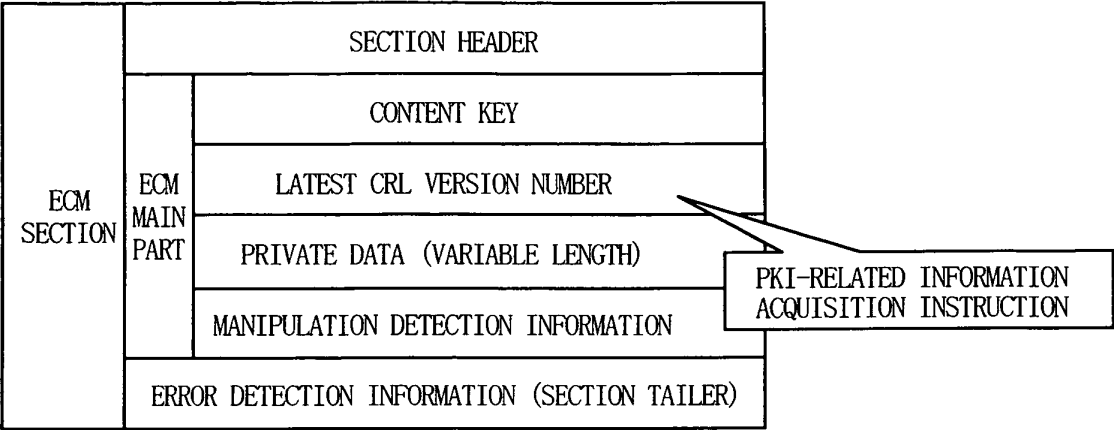 SECTION HEADER
CONTENT KEY
ECM
SECTION
ECM
MAIN
PART
LATEST CRL VERSION NUMBER
PRIVATE DATA (VARIABLE LENGTH)
MANIPULATION DETECTION INFORMATION
PKI-RELATED INFORMATION
ACQUISITION INSTRUCTION
ERROR DETECTION INFORMATION (SECTION TAILER)